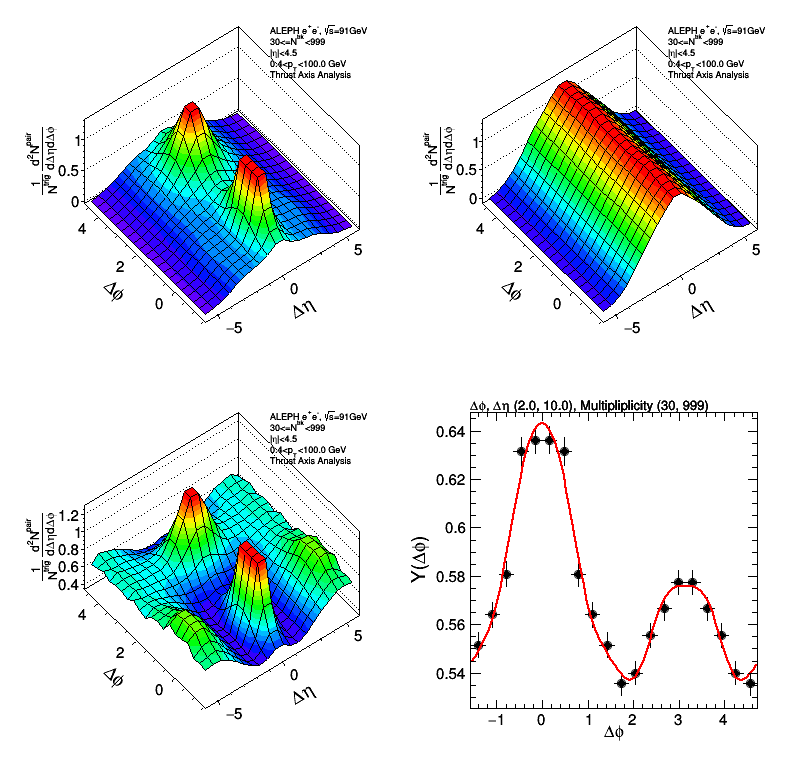 ALEPH e⁺e⁻, √s=91GeV
30<=N^trk<999
|η|<4.5
0.4<p_T<100.0 GeV
Thrust Axis Analysis
1/N^trig d²N^pair/dΔηdΔφ
1
0.5
0
4
2
0
Δφ
−5
0
5
Δη
ALEPH e⁺e⁻, √s=91GeV
30<=N^trk<999
|η|<4.5
0.4<p_T<100.0 GeV
Thrust Axis Analysis
1/N^trig d²N^pair/dΔηdΔφ
1
0.5
0
4
2
0
Δφ
−5
0
5
Δη
ALEPH e⁺e⁻, √s=91GeV
30<=N^trk<999
|η|<4.5
0.4<p_T<100.0 GeV
Thrust Axis Analysis
1/N^trig d²N^pair/dΔηdΔφ
1.2
1
0.8
0.6
0.4
4
2
0
Δφ
−5
0
5
Δη
Δφ, Δη (2.0, 10.0), Multipliplicity (30, 999)
Y(Δφ)
0.64
0.62
0.6
0.58
0.56
0.54
−1 0 1 2 3 4
Δφ